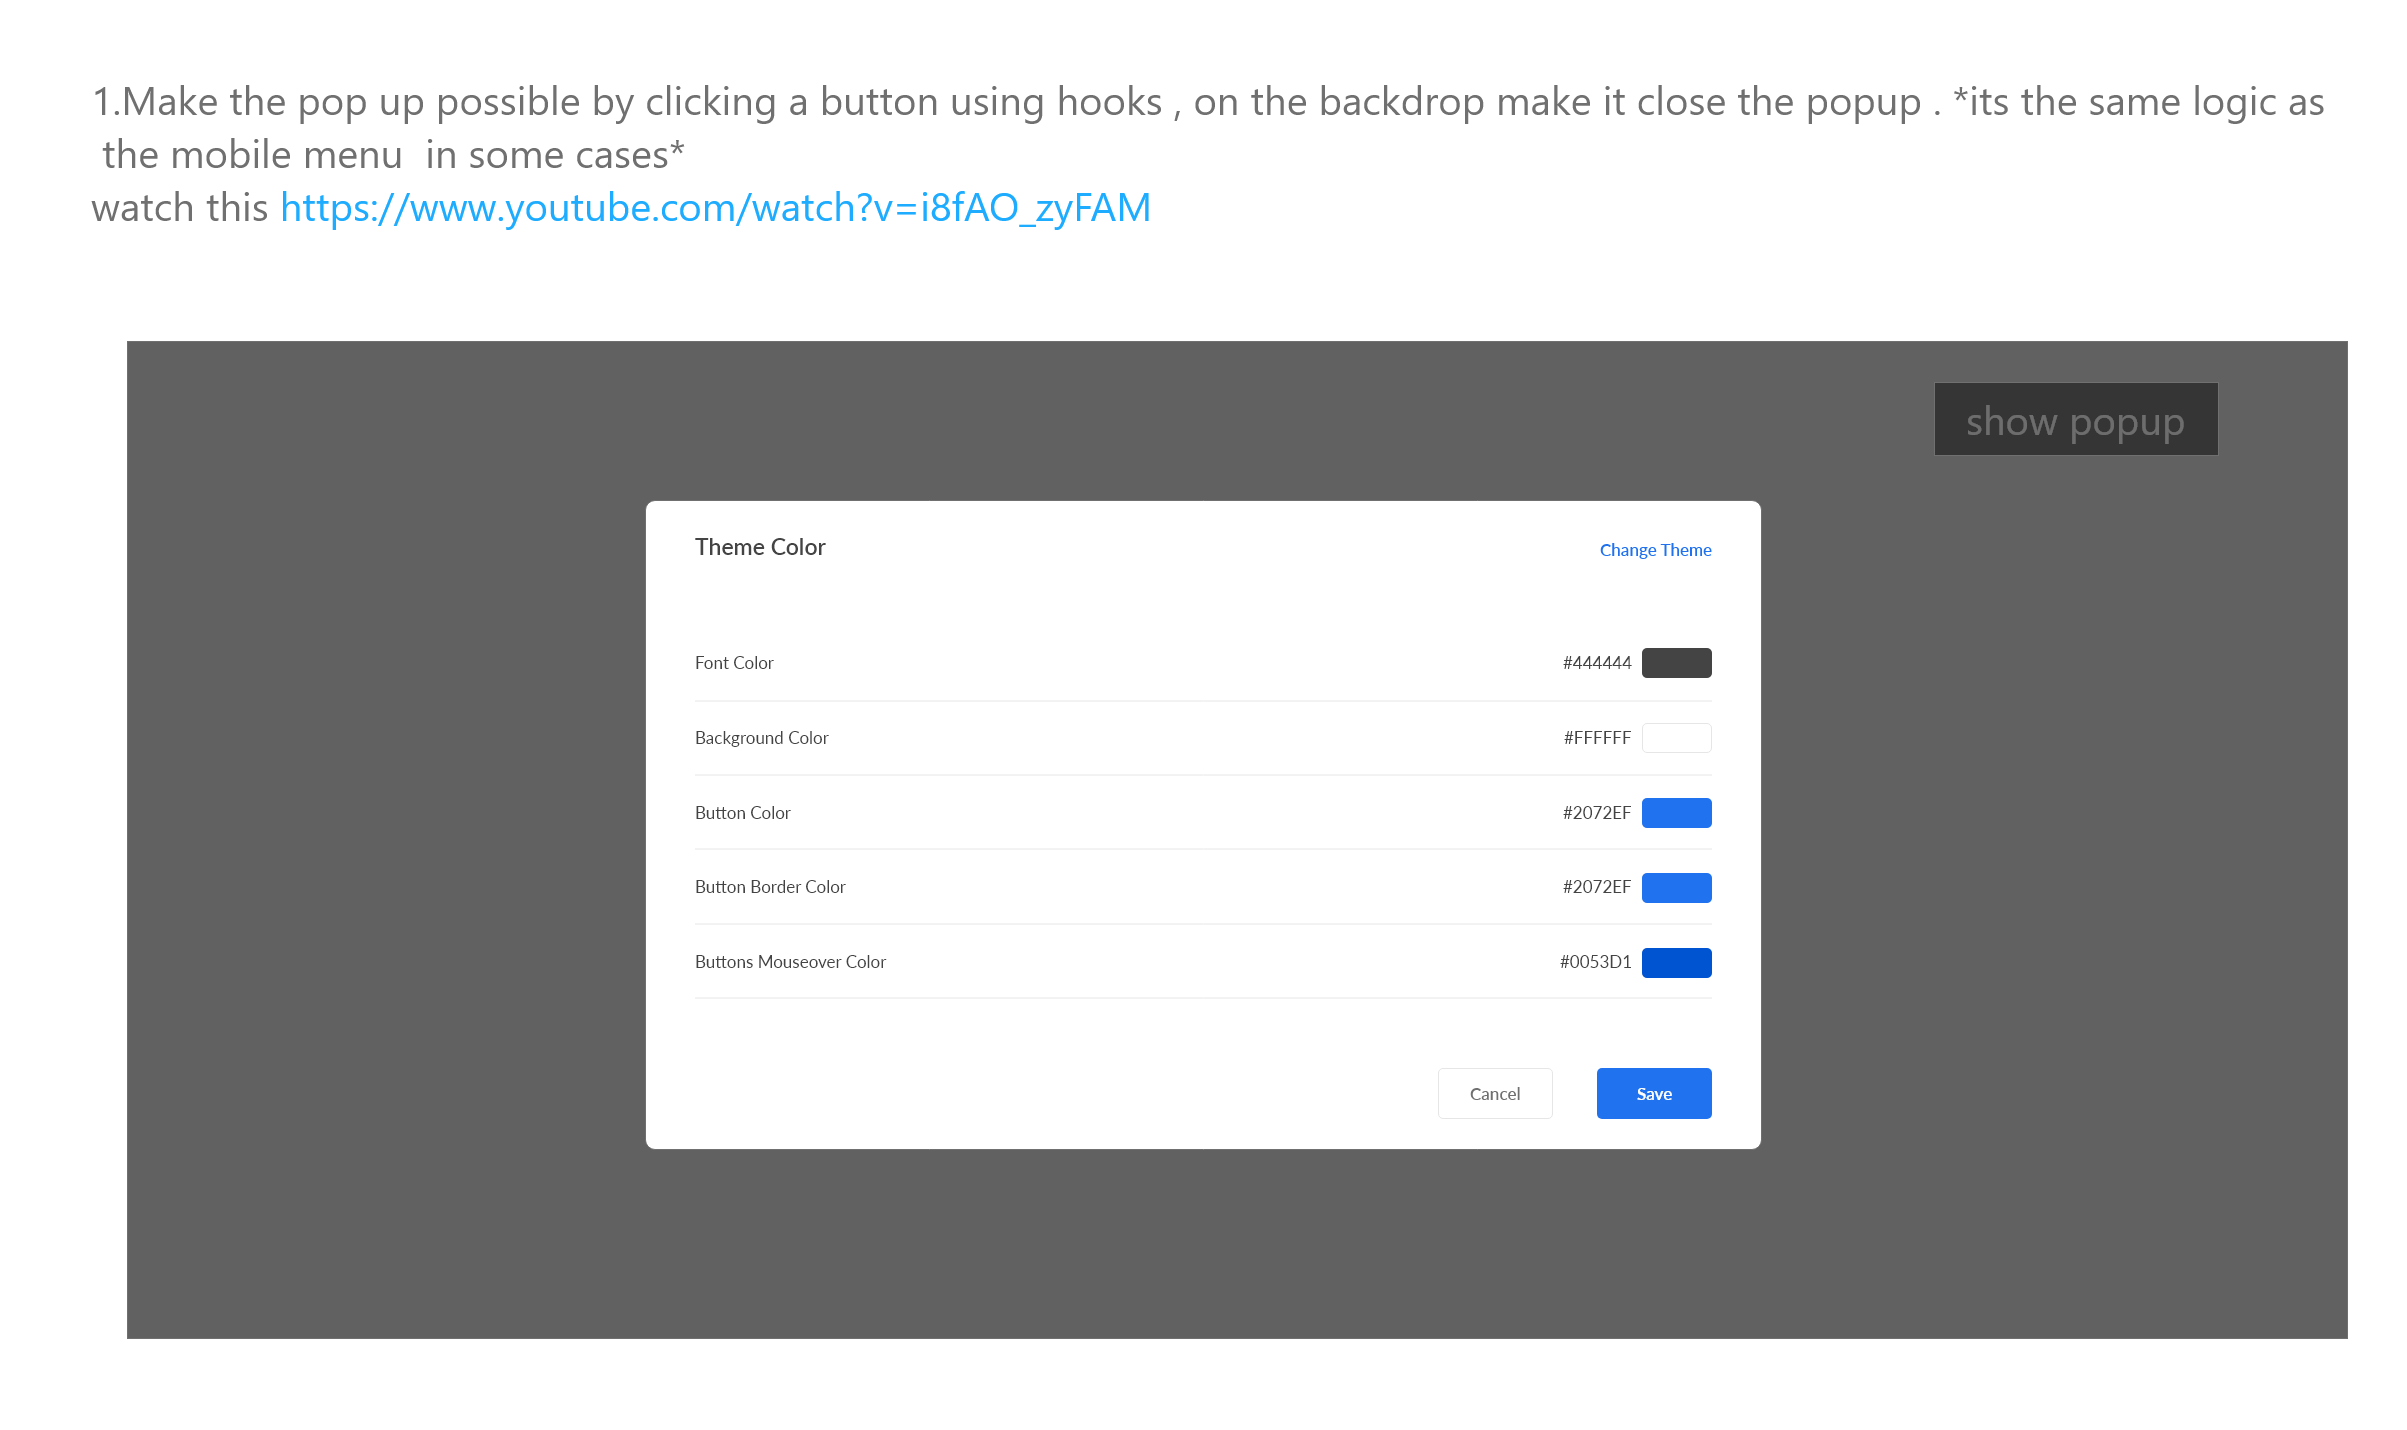 1.Make the pop up possible by clicking a button using hooks , on the backdrop make it close the popup . *its the same logic as
the mobile menu  in some cases*
watch this https://www.youtube.com/watch?v=i8fAO_zyFAM
show popup
Theme Color
Change Theme
Font Color #444444
Background Color #FFFFFF
Button Color #2072EF
Button Border Color #2072EF
Buttons Mouseover Color #0053D1
Cancel Save